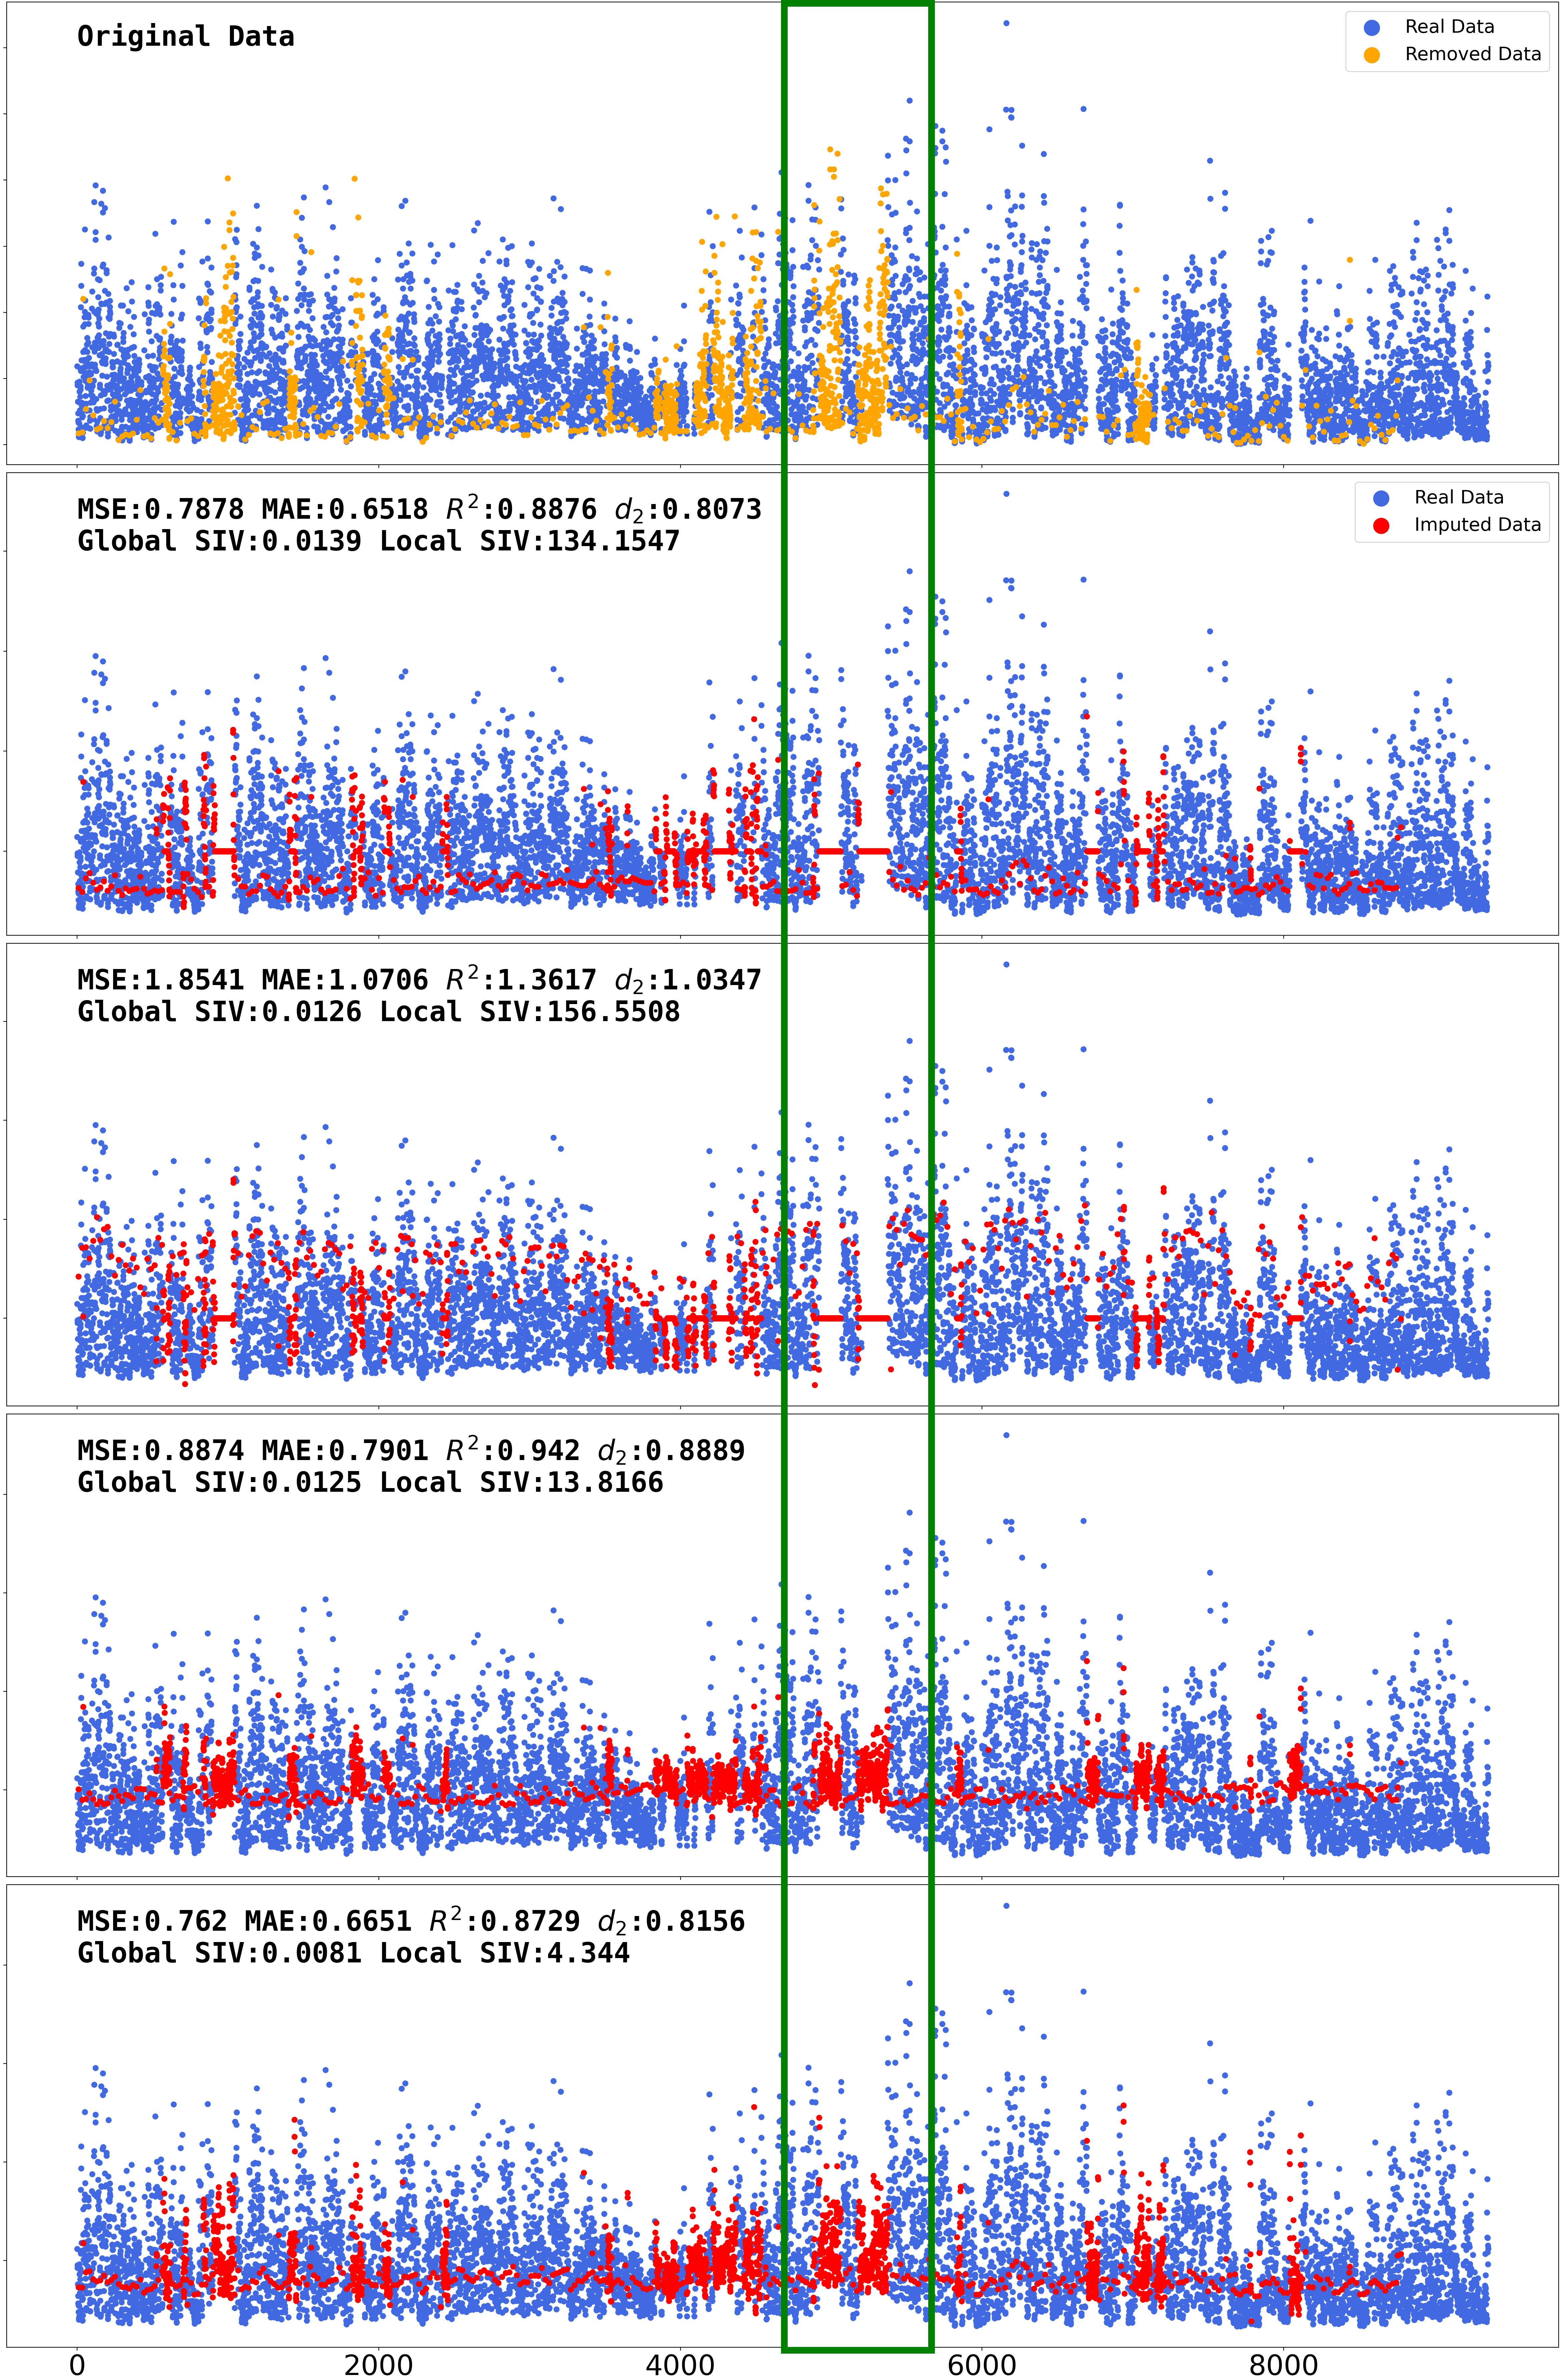 Original Data
Real Data
Removed Data
MSE:0.7878 MAE:0.6518 R²:0.8876 d₂:0.8073
Global SIV:0.0139 Local SIV:134.1547
Real Data
Imputed Data
MSE:1.8541 MAE:1.0706 R²:1.3617 d₂:1.0347
Global SIV:0.0126 Local SIV:156.5508
MSE:0.8874 MAE:0.7901 R²:0.942 d₂:0.8889
Global SIV:0.0125 Local SIV:13.8166
MSE:0.762 MAE:0.6651 R²:0.8729 d₂:0.8156
Global SIV:0.0081 Local SIV:4.344
0 2000 4000 6000 8000